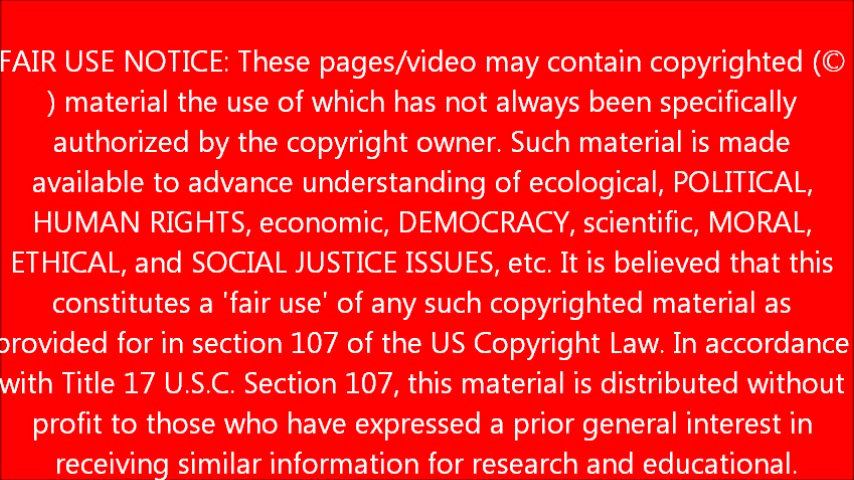 FAIR USE NOTICE: These pages/video may contain copyrighted (©
) material the use of which has not always been specifically
authorized by the copyright owner. Such material is made
available to advance understanding of ecological, POLITICAL,
HUMAN RIGHTS, economic, DEMOCRACY, scientific, MORAL,
ETHICAL, and SOCIAL JUSTICE ISSUES, etc. It is believed that this
constitutes a 'fair use' of any such copyrighted material as
provided for in section 107 of the US Copyright Law. In accordance
with Title 17 U.S.C. Section 107, this material is distributed without
profit to those who have expressed a prior general interest in
receiving similar information for research and educational.